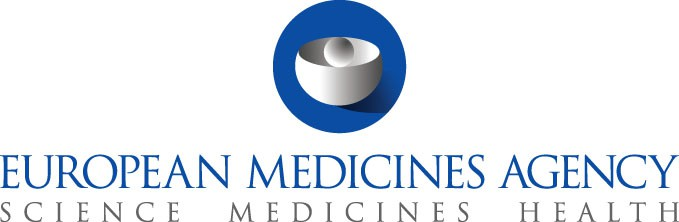 EUROPEAN MEDICINES AGENCY
SCIENCE MEDICINES HEALTH